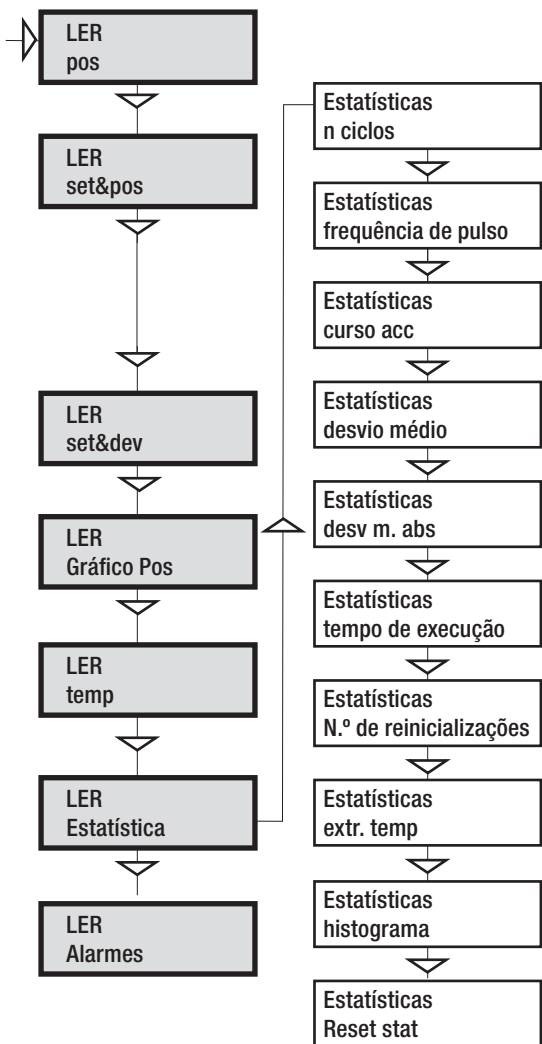 LER
pos
LER
set&pos
LER
set&dev
LER
Gráfico Pos
LER
temp
LER
Estatística
LER
Alarmes
Estatísticas
n ciclos
Estatísticas
frequência de pulso
Estatísticas
curso acc
Estatísticas
desvio médio
Estatísticas
desv m. abs
Estatísticas
tempo de execução
Estatísticas
N.º de reinicializações
Estatísticas
extr. temp
Estatísticas
histograma
Estatísticas
Reset stat